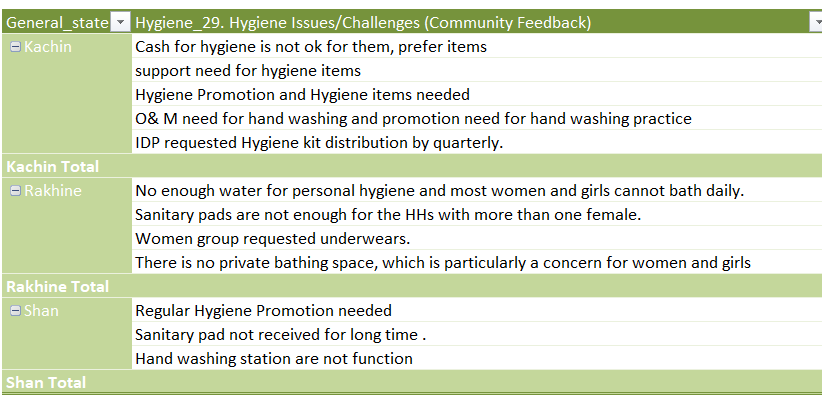 General_state Hygiene_29. Hygiene Issues/Challenges (Community Feedback)
Kachin Cash for hygiene is not ok for them, prefer items
support need for hygiene items
Hygiene Promotion and Hygiene items needed
O& M need for hand washing and promotion need for hand washing practice
IDP requested Hygiene kit distribution by quarterly.
Kachin Total
Rakhine No enough water for personal hygiene and most women and girls cannot bath daily.
Sanitary pads are not enough for the HHs with more than one female.
Women group requested underwears.
There is no private bathing space, which is particularly a concern for women and girls
Rakhine Total
Shan Regular Hygiene Promotion needed
Sanitary pad not received for long time .
Hand washing station are not function
Shan Total